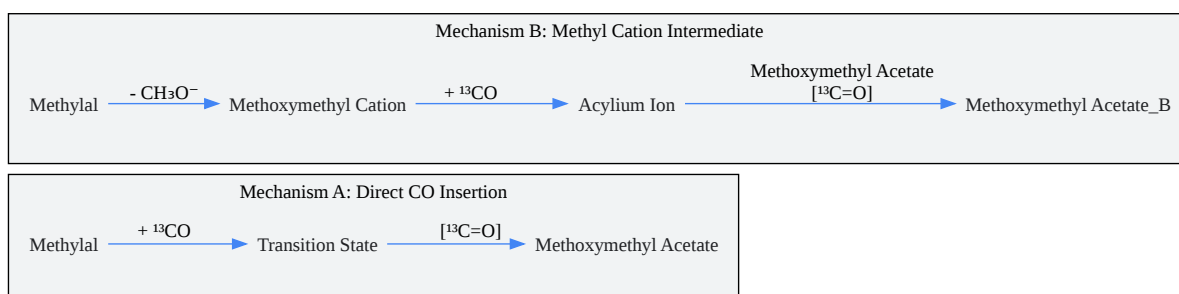 Mechanism B: Methyl Cation Intermediate
Methoxymethyl Acetate
- CH₃O⁻ + ¹³CO [¹³C=O]
Methylal Methoxymethyl Cation Acylium Ion Methoxymethyl Acetate_B
Mechanism A: Direct CO Insertion
+ ¹³CO [¹³C=O]
Methylal Transition State Methoxymethyl Acetate